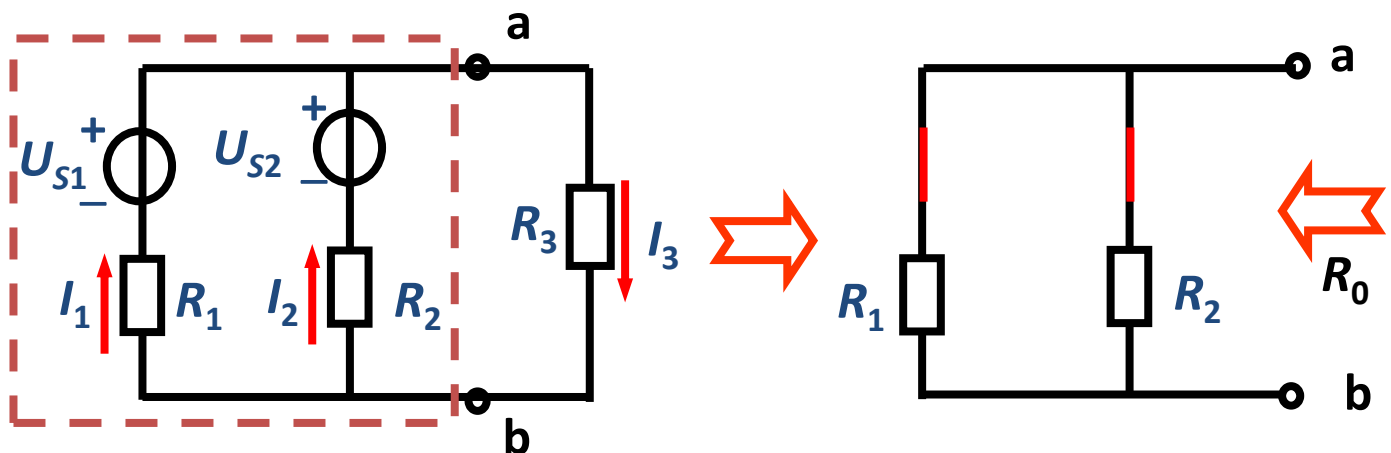 a
+
U_S1
−
+
U_S2
−
I_1
R_1
I_2
R_2
R_3
I_3
b
a
R_1
R_2
R_0
b